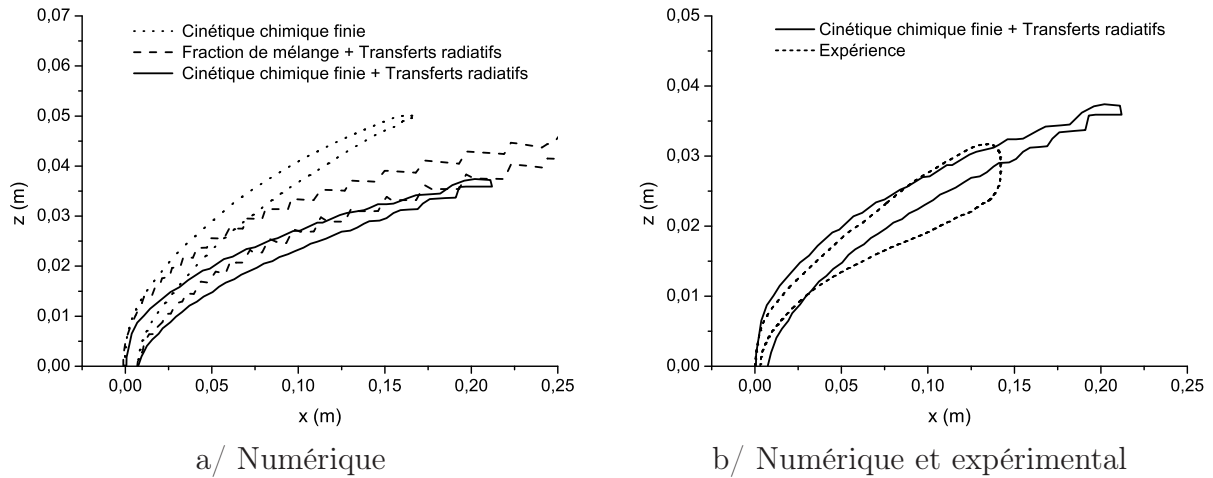 0,07
0,06
0,05
0,04
0,03
0,02
0,01
0,00
z (m)
Cinétique chimique finie
Fraction de mélange + Transferts radiatifs
Cinétique chimique finie + Transferts radiatifs
0,00 0,05 0,10 0,15 0,20 0,25
x (m)
a/ Numérique
0,05
0,04
0,03
0,02
0,01
0,00
z (m)
Cinétique chimique finie + Transferts radiatifs
Expérience
0,00 0,05 0,10 0,15 0,20 0,25
x (m)
b/ Numérique et expérimental